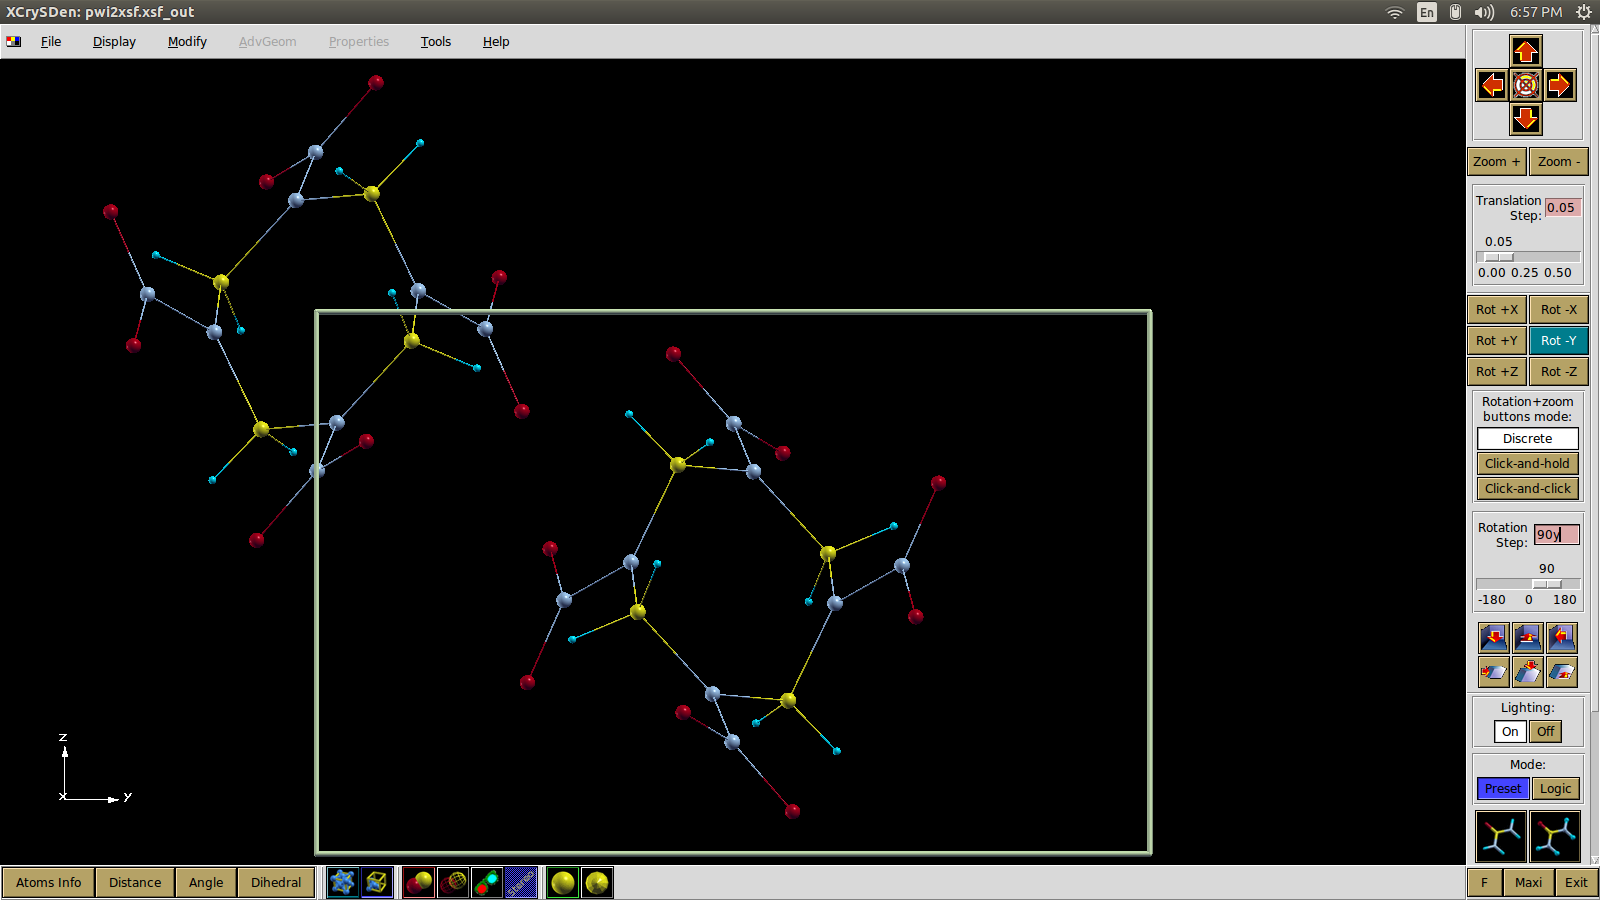 XCrySDen: pwi2xsf.xsf_out
En
6:57 PM
File Display Modify AdvGeom Properties Tools Help
Zoom + Zoom -
Translation
Step: 0.05
0.05
0.00 0.25 0.50
Rot +X Rot -X
Rot +Y Rot -Y
Rot +Z Rot -Z
Rotation+zoom
buttons mode:
Discrete
Click-and-hold
Click-and-click
Rotation
Step: 90y
90
-180 0 180
Lighting:
On Off
Mode:
Preset Logic
z
x y
Atoms Info Distance Angle Dihedral
Stereo
F Maxi Exit